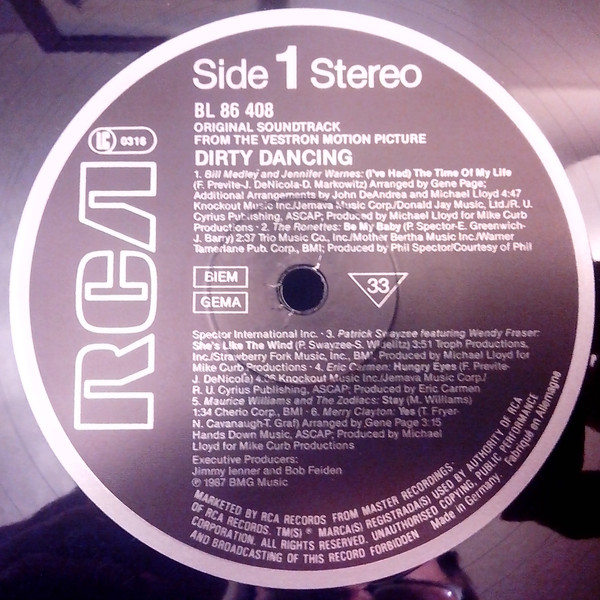 Side 1 Stereo
BL 86 408
ORIGINAL SOUNDTRACK
FROM THE VESTRON MOTION PICTURE
DIRTY DANCING
LC 0316
RCA
1. Bill Medley and Jennifer Warnes: (I've Had) The Time Of My Life
(F. Previte-J. DeNicola-D. Markowitz) Arranged by Gene Page;
Additional Arrangements by John DeAndrea and Michael Lloyd 4:47
Knockout Music Inc./Jemava Music Corp/Donald Jay Music, Ltd./R. U.
Cyrius Publishing, ASCAP; Produced by Michael Lloyd for Mike Curb
Productions · 2. The Ronettes: Be My Baby (P. Spector-E. Greenwich-
J. Barry) 2:37 Trio Music Co., Inc./Mother Bertha Music Inc./Warner
Tamerlane Pub. Corp., BMI; Produced by Phil Spector/Courtesy of Phil
BIEM
GEMA
33
Spector International Inc. · 3. Patrick Swayzee featuring Wendy Fraser:
She's Like The Wind (P. Swayzee-S. Widelitz) 3:51 Troph Productions,
Inc./Strawberry Fork Music, Inc., BMI, Produced by Michael Lloyd for
Mike Curb Productions · 4. Eric Carmen: Hungry Eyes (F. Previte-
J. DeNicola) 4:06 Knockout Music Inc./Jemava Music Corp./
R. U. Cyrius Publishing, ASCAP; Produced by Eric Carmen
5. Maurice Williams and The Zodiacs: Stay (M. Williams)
1:34 Cherio Corp., BMI · 6. Merry Clayton: Yes (T. Fryer-
N. Cavanaugh-T. Graf) Arranged by Gene Page 3:15
Hands Down Music, ASCAP; Produced by Michael
Lloyd for Mike Curb Productions
Executive Producers:
Jimmy Ienner and Bob Feiden
℗ 1987 BMG Music
MARKETED BY RCA RECORDS FROM MASTER RECORDINGS·
OF RCA RECORDS. TM(S) ® MARCA(S) REGISTRADA(S) USED BY AUTHORITY OF RCA
CORPORATION. ALL RIGHTS RESERVED. UNAUTHORISED COPYING, PUBLIC PERFORMANCE
AND BROADCASTING OF THIS RECORD FORBIDDEN
Made in Germany. Fabriqué en Allemagne